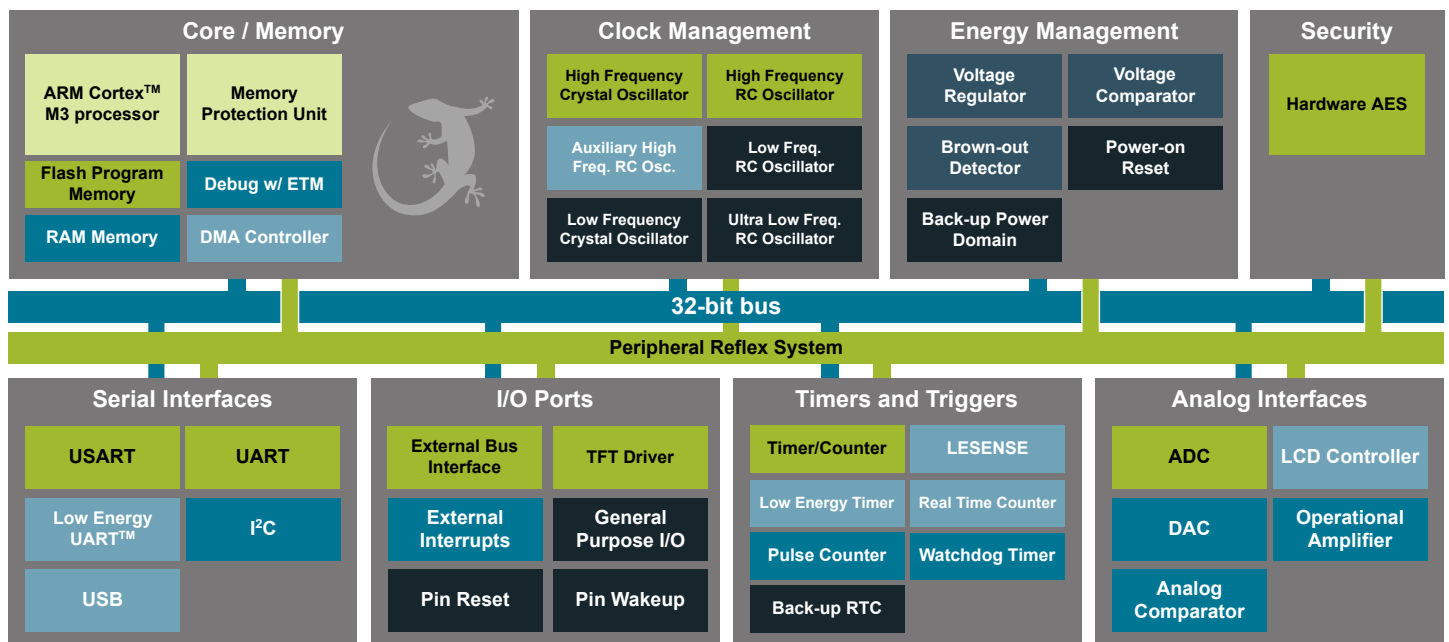 Core / Memory
ARM Cortex™
M3 processor
Memory
Protection Unit
Flash Program
Memory
Debug w/ ETM
RAM Memory
DMA Controller
Clock Management
High Frequency
Crystal Oscillator
High Frequency
RC Oscillator
Auxiliary High
Freq. RC Osc.
Low Freq.
RC Oscillator
Low Frequency
Crystal Oscillator
Ultra Low Freq.
RC Oscillator
Energy Management
Voltage
Regulator
Voltage
Comparator
Brown-out
Detector
Power-on
Reset
Back-up Power
Domain
Security
Hardware AES
32-bit bus
Peripheral Reflex System
Serial Interfaces
USART
UART
Low Energy
UART™
I²C
USB
I/O Ports
External Bus
Interface
TFT Driver
External
Interrupts
General
Purpose I/O
Pin Reset
Pin Wakeup
Timers and Triggers
Timer/Counter
LESENSE
Low Energy Timer
Real Time Counter
Pulse Counter
Watchdog Timer
Back-up RTC
Analog Interfaces
ADC
LCD Controller
DAC
Operational
Amplifier
Analog
Comparator